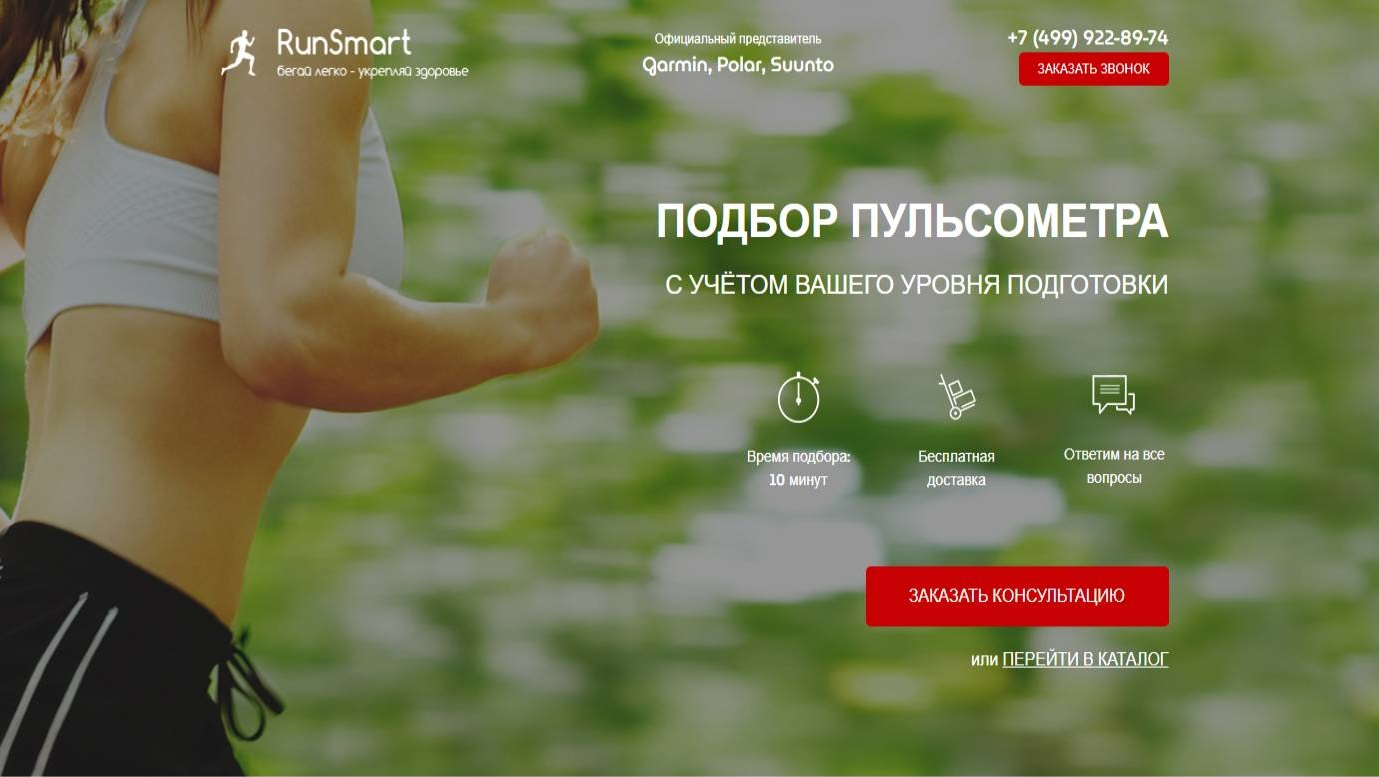 RunSmart
бегай легко - укрепляй здоровье
Официальный представитель
Garmin, Polar, Suunto
+7 (499) 922-89-74
ЗАКАЗАТЬ ЗВОНОК
ПОДБОР ПУЛЬСОМЕТРА
С УЧЁТОМ ВАШЕГО УРОВНЯ ПОДГОТОВКИ
Время подбора:
10 минут
Бесплатная
доставка
Ответим на все
вопросы
ЗАКАЗАТЬ КОНСУЛЬТАЦИЮ
или ПЕРЕЙТИ В КАТАЛОГ